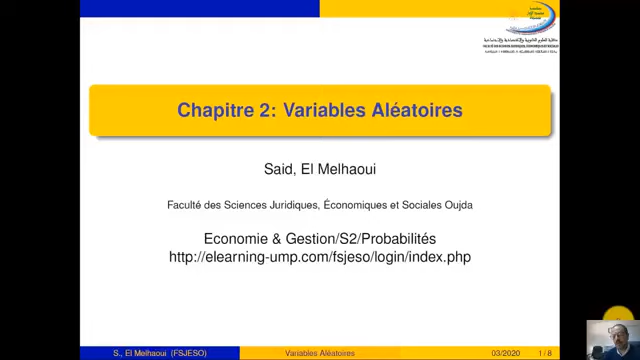 Chapitre 2: Variables Aléatoires
Said, El Melhaoui
Faculté des Sciences Juridiques, Économiques et Sociales Oujda
Economie & Gestion/S2/Probabilités
http://elearning-ump.com/fsjeso/login/index.php
S., El Melhaoui (FSJESO)
Variables Aléatoires
03/2020
1 / 8